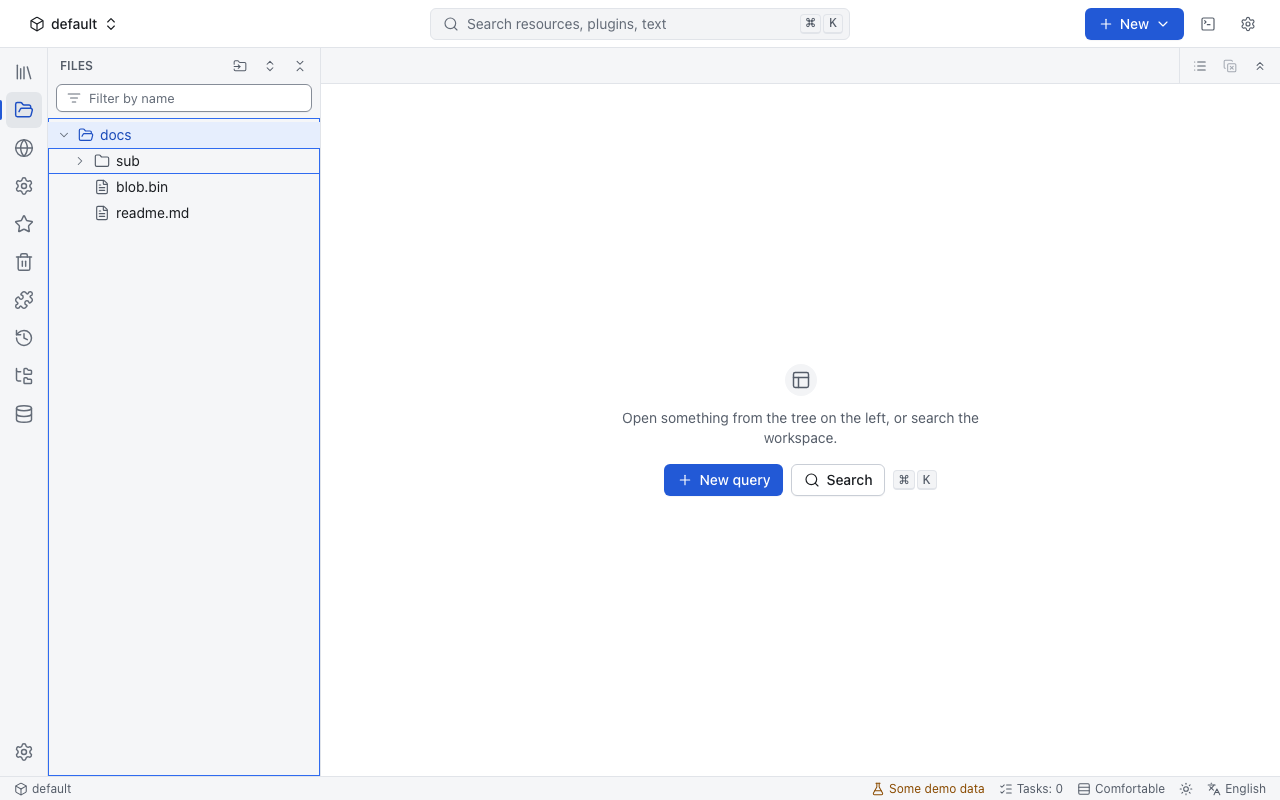 default
Search resources, plugins, text
⌘ K
New
FILES
Filter by name
docs
sub
blob.bin
readme.md
Open something from the tree on the left, or search the
workspace.
New query
Search
⌘ K
default
Some demo data
Tasks: 0
Comfortable
English